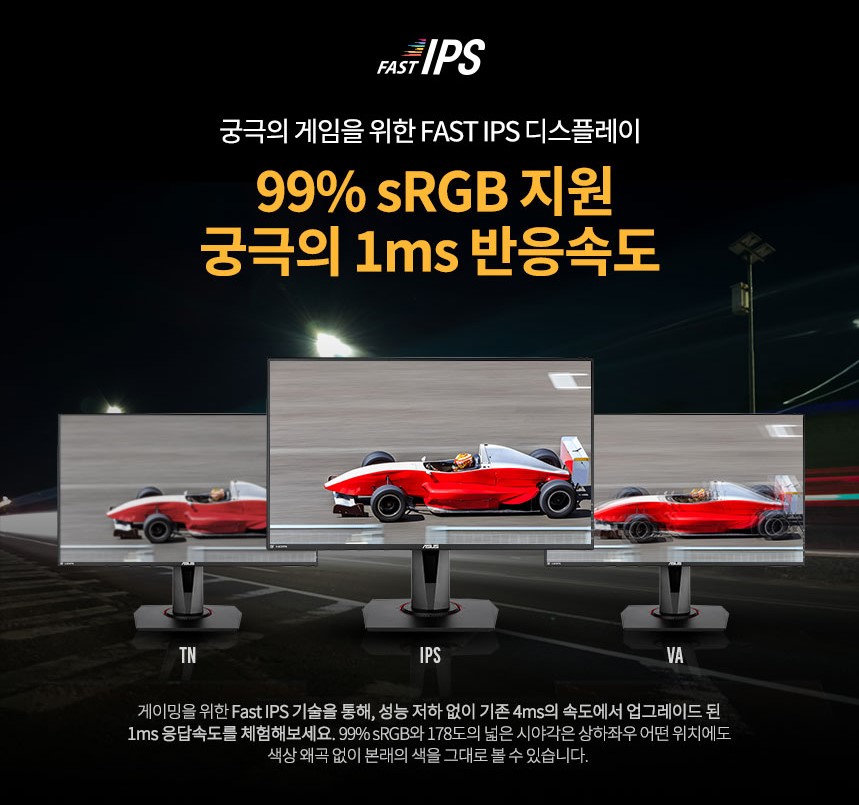 FAST IPS
궁극의 게임을 위한 FAST IPS 디스플레이
99% sRGB 지원
궁극의 1ms 반응속도
ASUS
ASUS
ASUS
TN
IPS
VA
게이밍을 위한 Fast IPS 기술을 통해, 성능 저하 없이 기존 4ms의 속도에서 업그레이드 된
1ms 응답속도를 체험해보세요. 99% sRGB와 178도의 넓은 시야각은 상하좌우 어떤 위치에도
색상 왜곡 없이 본래의 색을 그대로 볼 수 있습니다.